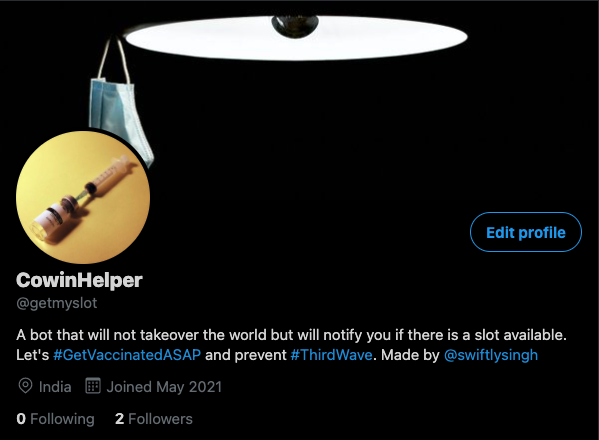 Edit profile
CowinHelper
@getmyslot
A bot that will not takeover the world but will notify you if there is a slot available.
Let's #GetVaccinatedASAP and prevent #ThirdWave. Made by @swiftlysingh
India Joined May 2021
0 Following 2 Followers